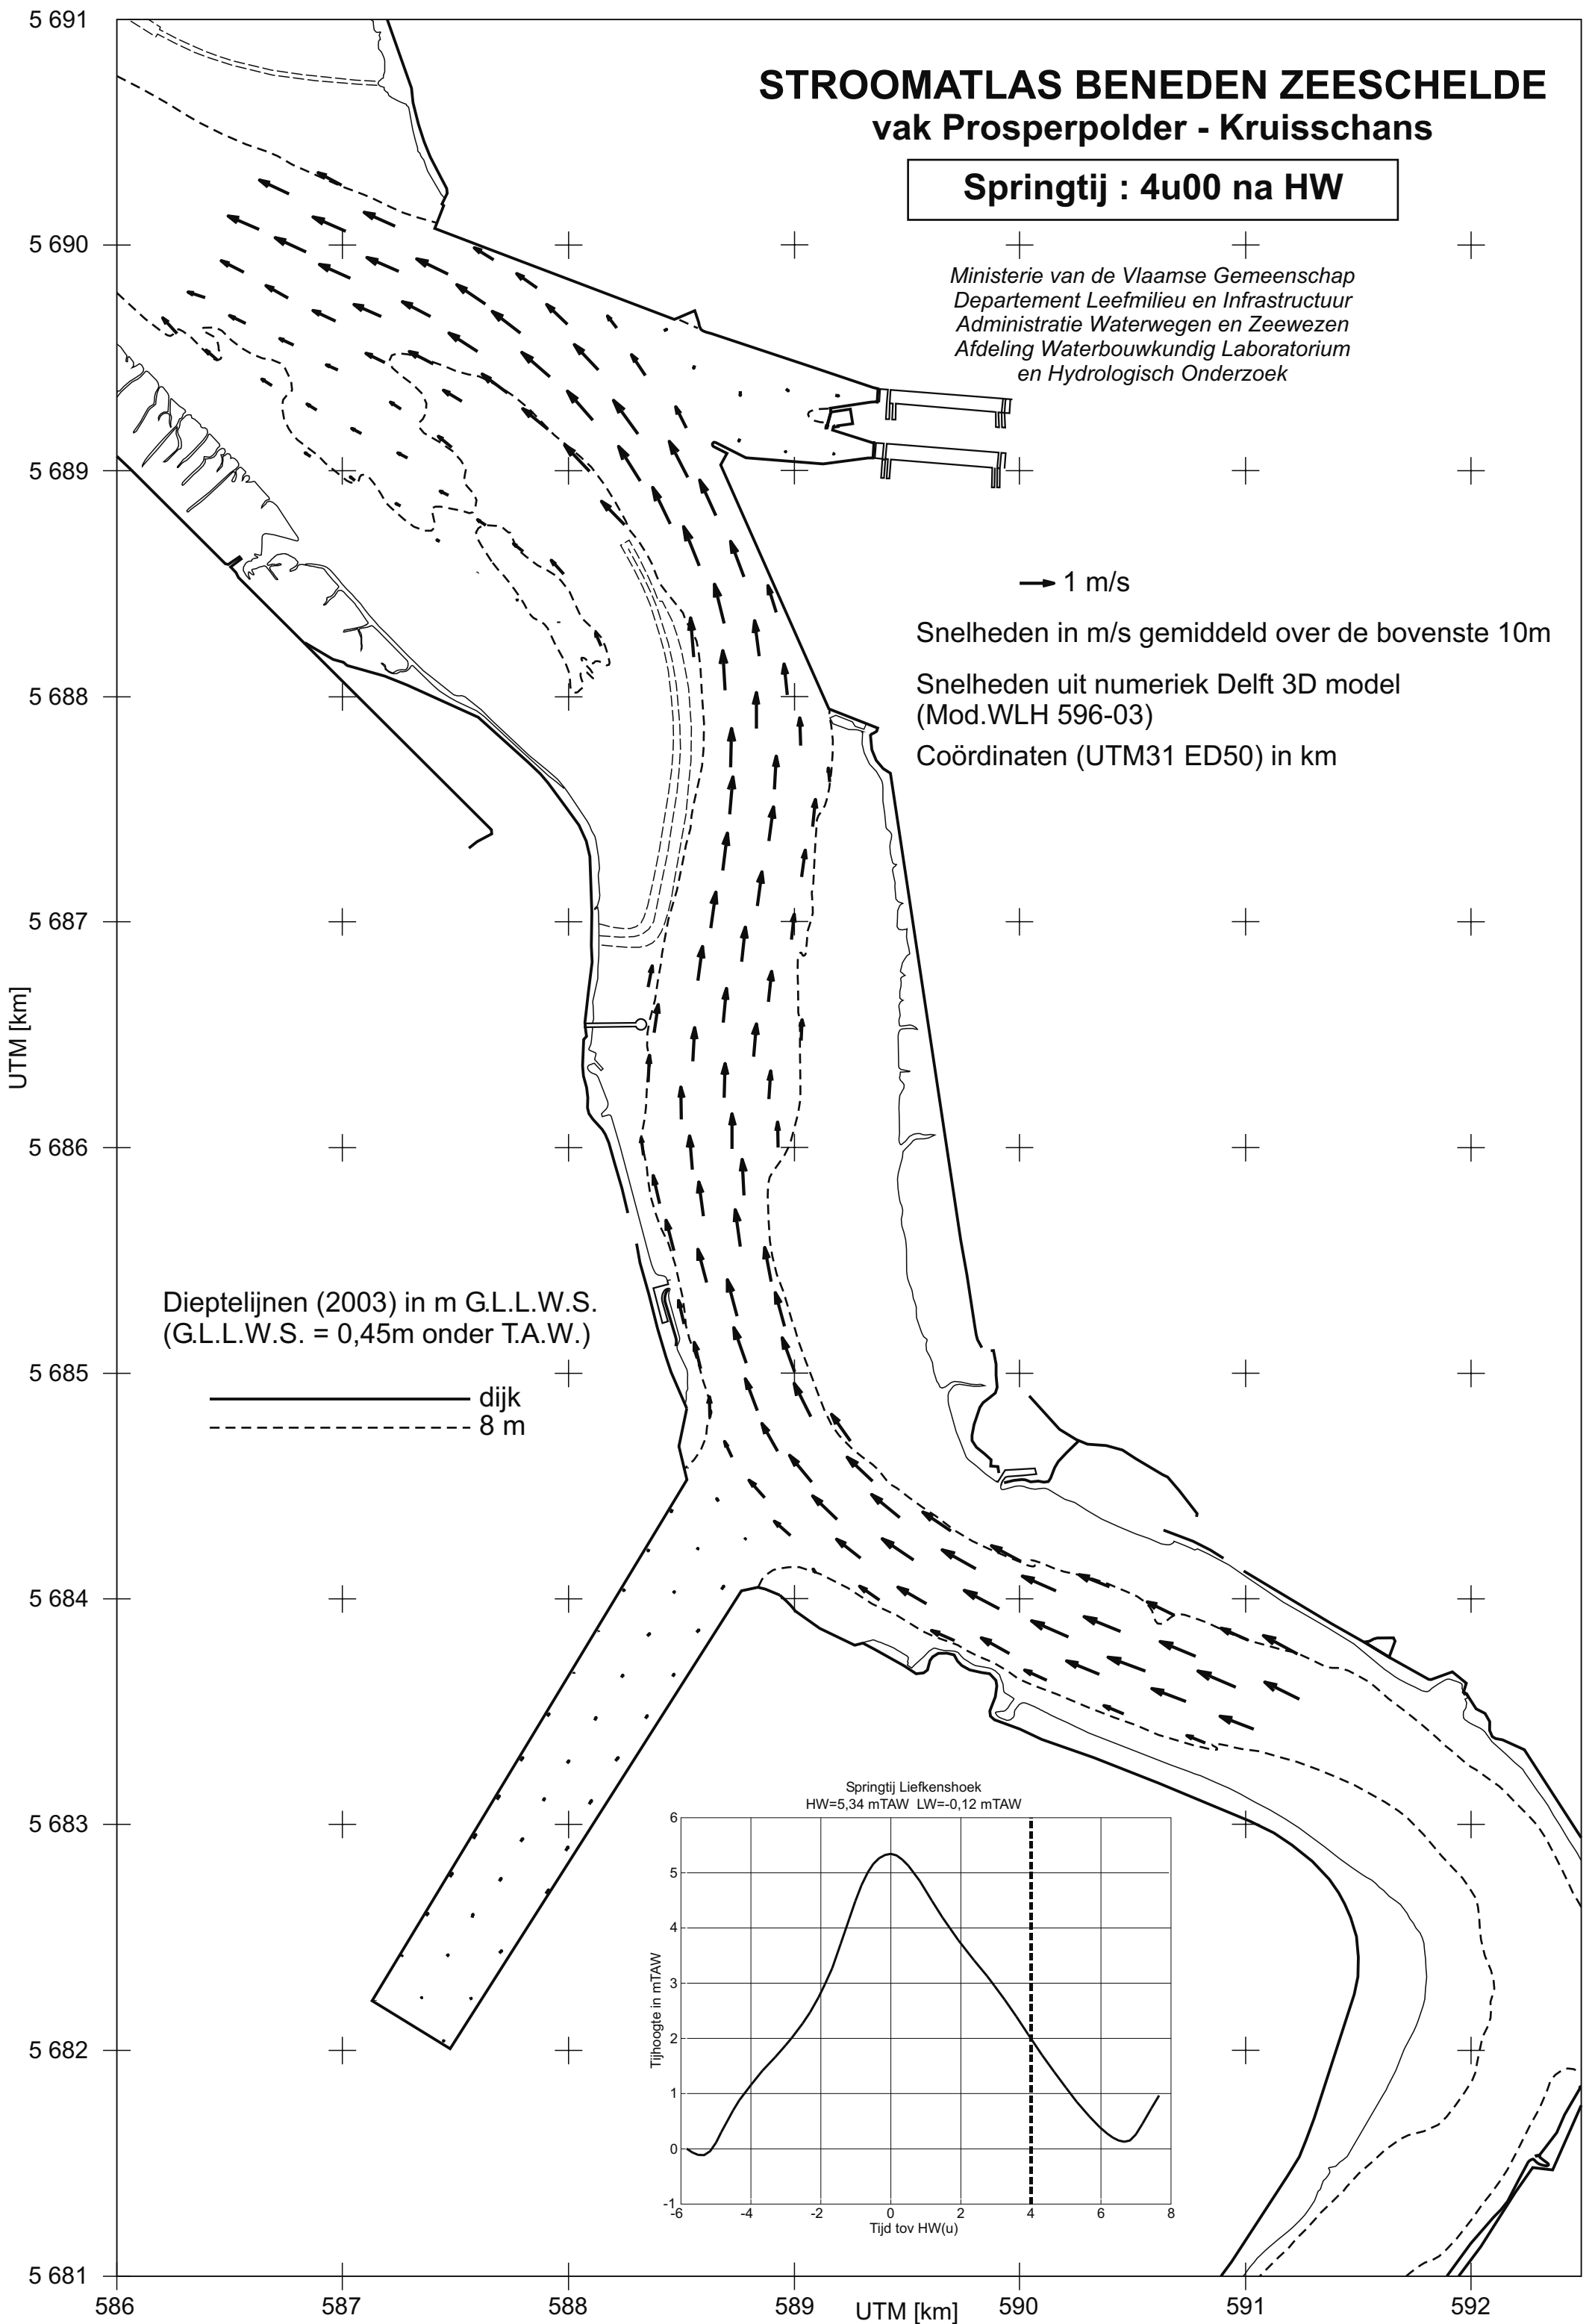 STROOMATLAS BENEDEN ZEESCHELDE
vak Prosperpolder - Kruisschans
Springtij : 4u00 na HW
Ministerie van de Vlaamse Gemeenschap
Departement Leefmilieu en Infrastructuur
Administratie Waterwegen en Zeewezen
Afdeling Waterbouwkundig Laboratorium
en Hydrologisch Onderzoek
1 m/s
Snelheden in m/s gemiddeld over de bovenste 10m
Snelheden uit numeriek Delft 3D model
(Mod.WLH 596-03)
Coördinaten (UTM31 ED50) in km
Dieptelijnen (2003) in m G.L.L.W.S.
(G.L.L.W.S. = 0,45m onder T.A.W.)
dijk
8 m
5 691
5 690
5 689
5 688
5 687
5 686
5 685
5 684
5 683
5 682
5 681
UTM [km]
586 587 588 589 590 591 592
UTM [km]
Springtij Liefkenshoek
HW=5,34 mTAW LW=-0,12 mTAW
6
5
4
3
2
1
0
-1
Tijhoogte in mTAW
-6 -4 -2 0 2 4 6 8
Tijd tov HW(u)